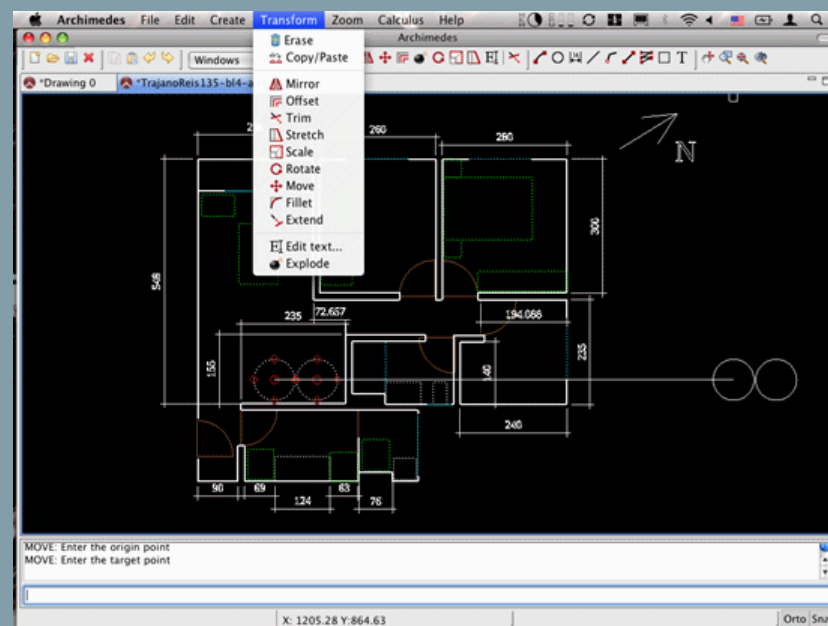 Archimedes File Edit Create Transform Zoom Calculus Help
Archimedes
Windows
*Drawing 0
*TrajanoReis135-bl4-a
Erase
Copy/Paste
Mirror
Offset
Trim
Stretch
Scale
Rotate
Move
Fillet
Extend
Edit text...
Explode
260
260
N
300
546
235
72.657
194.066
155
140
235
240
90
69
63
124
76
MOVE: Enter the origin point
MOVE: Enter the target point
X: 1205.28 Y:864.63
Orto